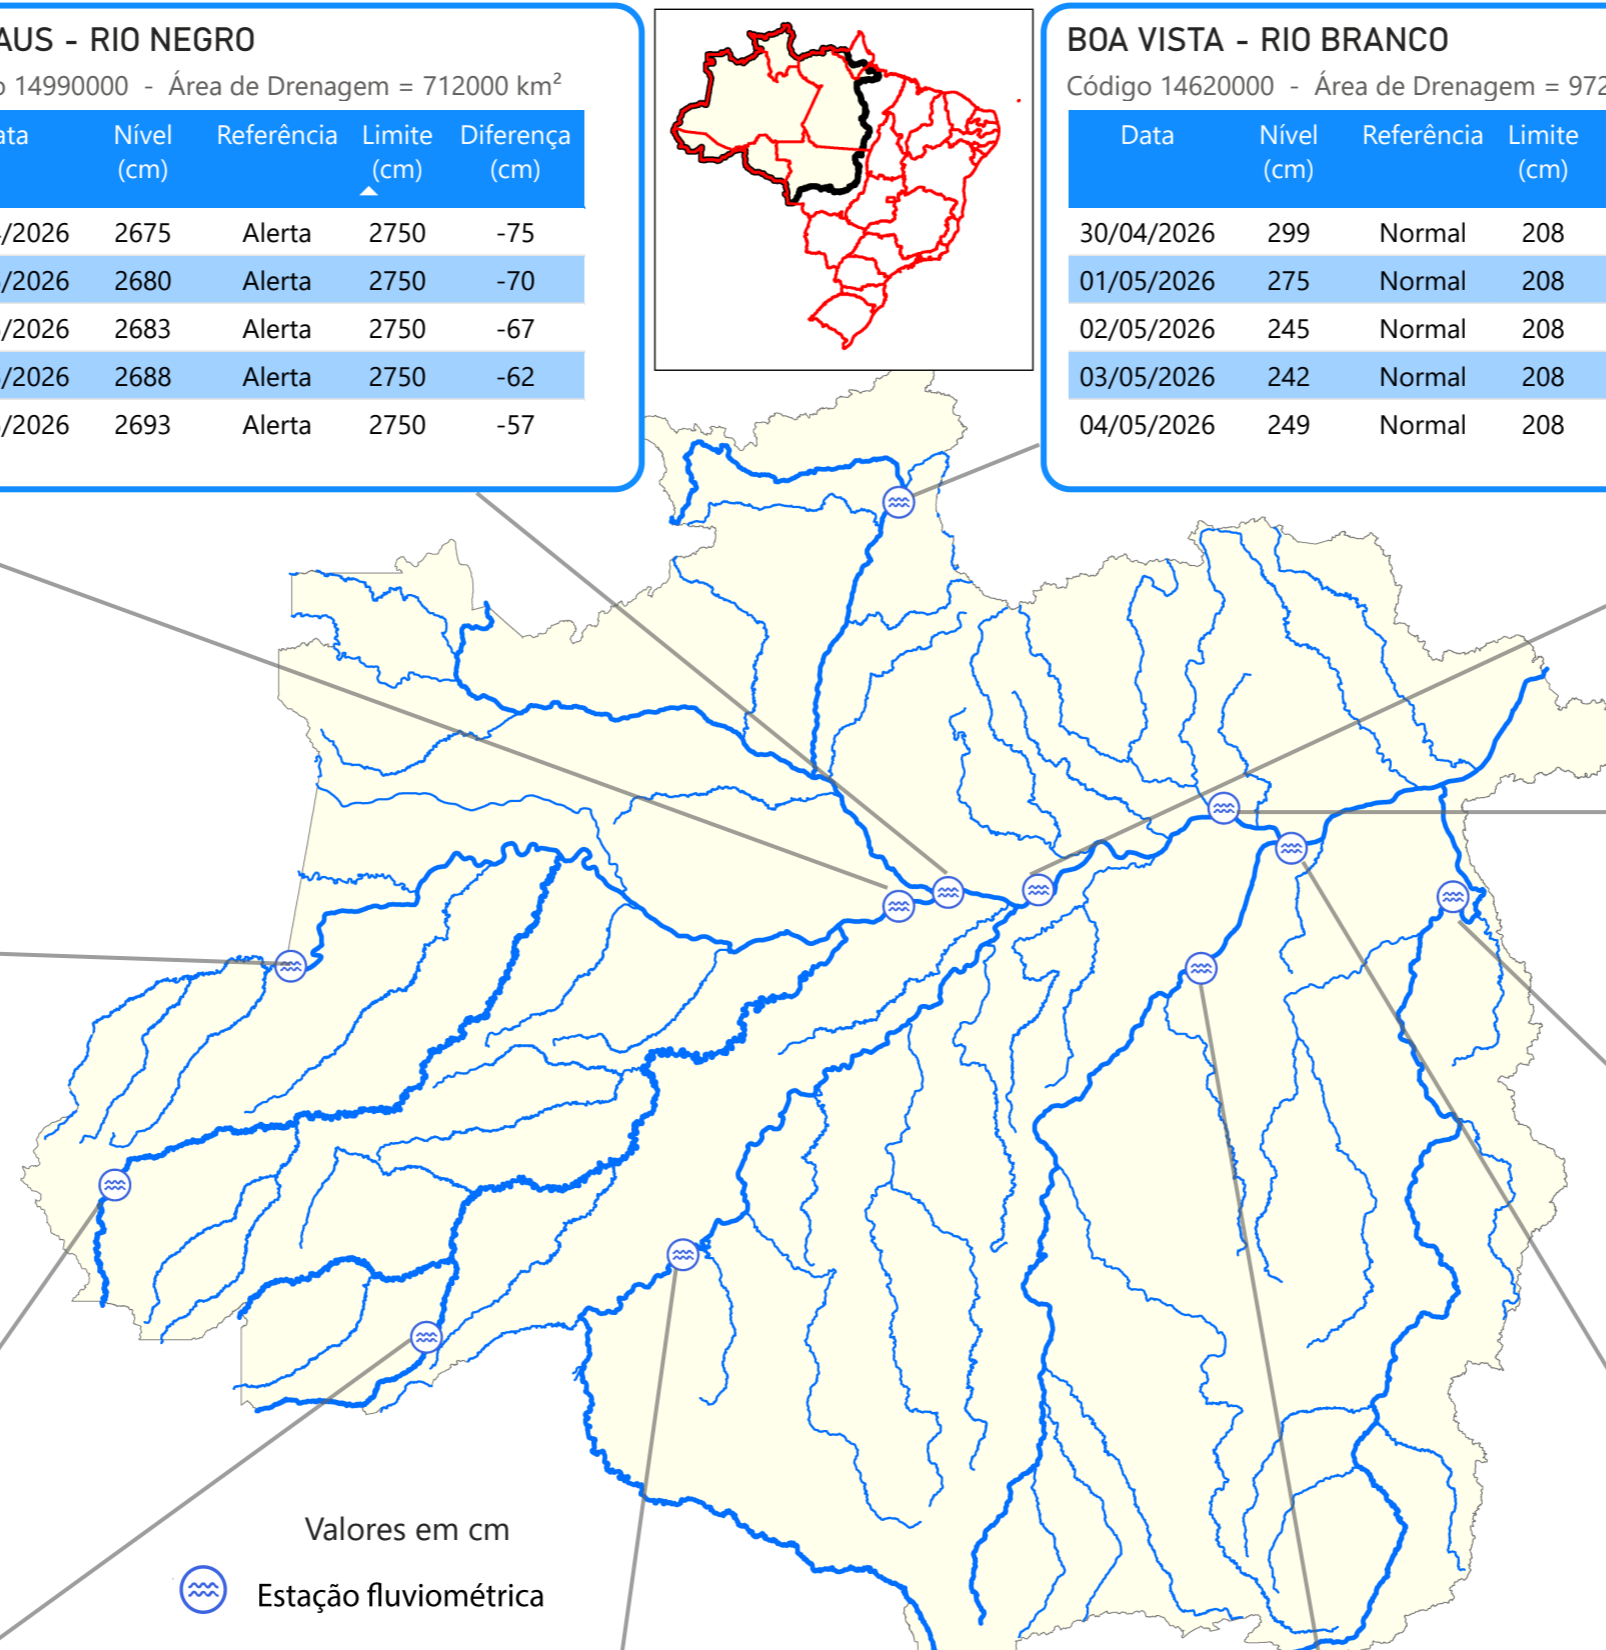 AUS - RIO NEGRO
o 14990000 - Área de Drenagem = 712000 km²
ata Nível (cm) Referência Limite (cm) Diferença (cm)
/2026 2675 Alerta 2750 -75
/2026 2680 Alerta 2750 -70
/2026 2683 Alerta 2750 -67
/2026 2688 Alerta 2750 -62
/2026 2693 Alerta 2750 -57
BOA VISTA - RIO BRANCO
Código 14620000 - Área de Drenagem = 972
Data Nível (cm) Referência Limite (cm)
30/04/2026 299 Normal 208
01/05/2026 275 Normal 208
02/05/2026 245 Normal 208
03/05/2026 242 Normal 208
04/05/2026 249 Normal 208
Valores em cm
Estação fluviométrica